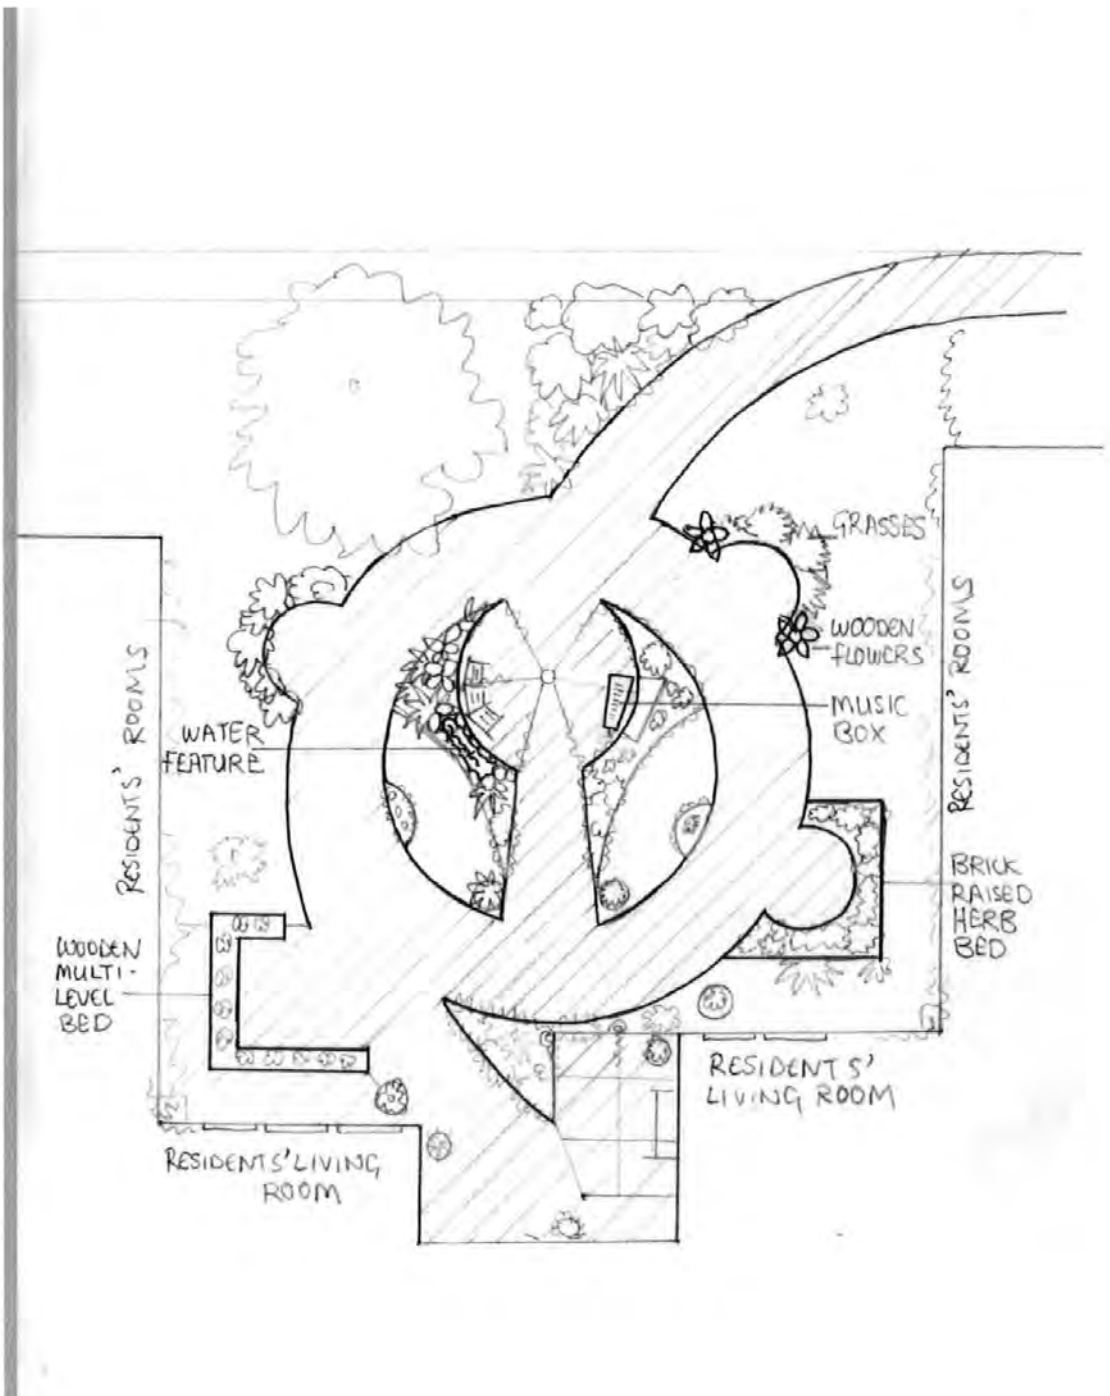 GRASSES
WOODEN
FLOWERS
MUSIC
BOX
WATER
FEATURE
RESIDENTS' ROOMS
RESIDENTS' ROOMS
BRICK
RAISED
HERB
BED
WOODEN
MULTI-
LEVEL
BED
RESIDENTS'
LIVING ROOM
RESIDENTS' LIVING
ROOM